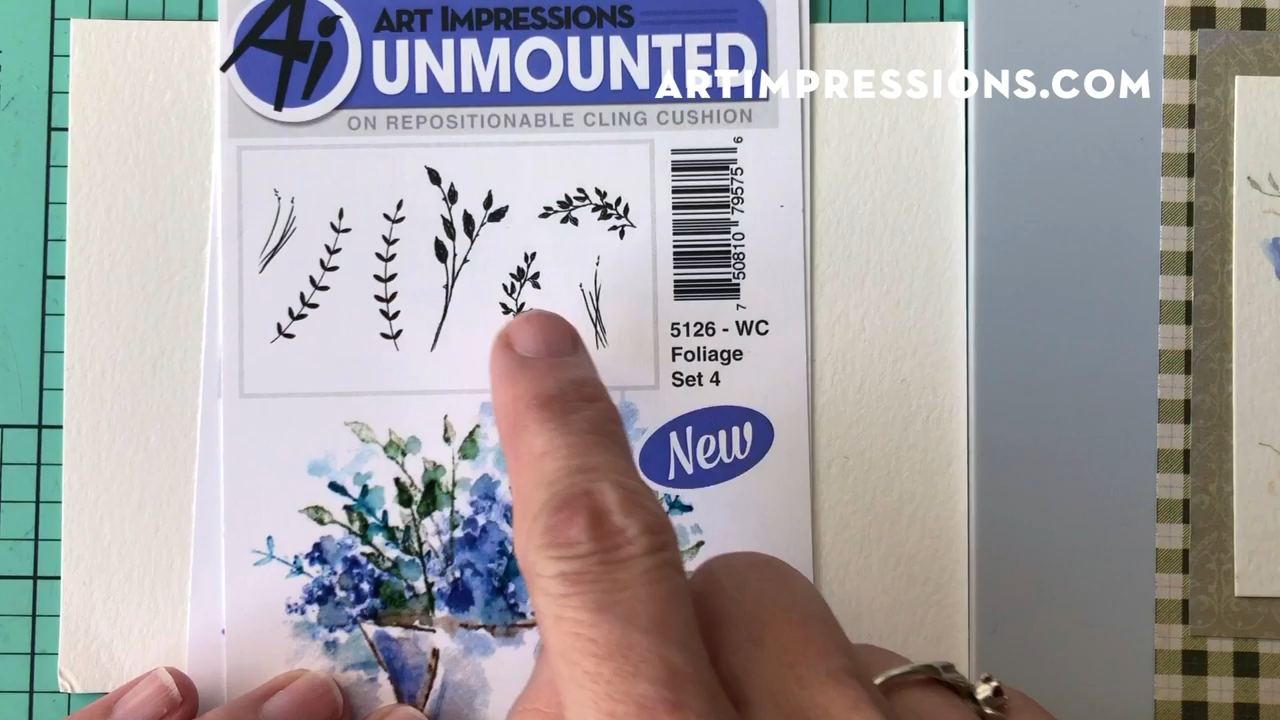 Ai
ART IMPRESSIONS
UNMOUNTED
ARTIMPRESSIONS.COM
ON REPOSITIONABLE CLING CUSHION
7 50810 79575 6
5126 - WC
Foliage
Set 4
New